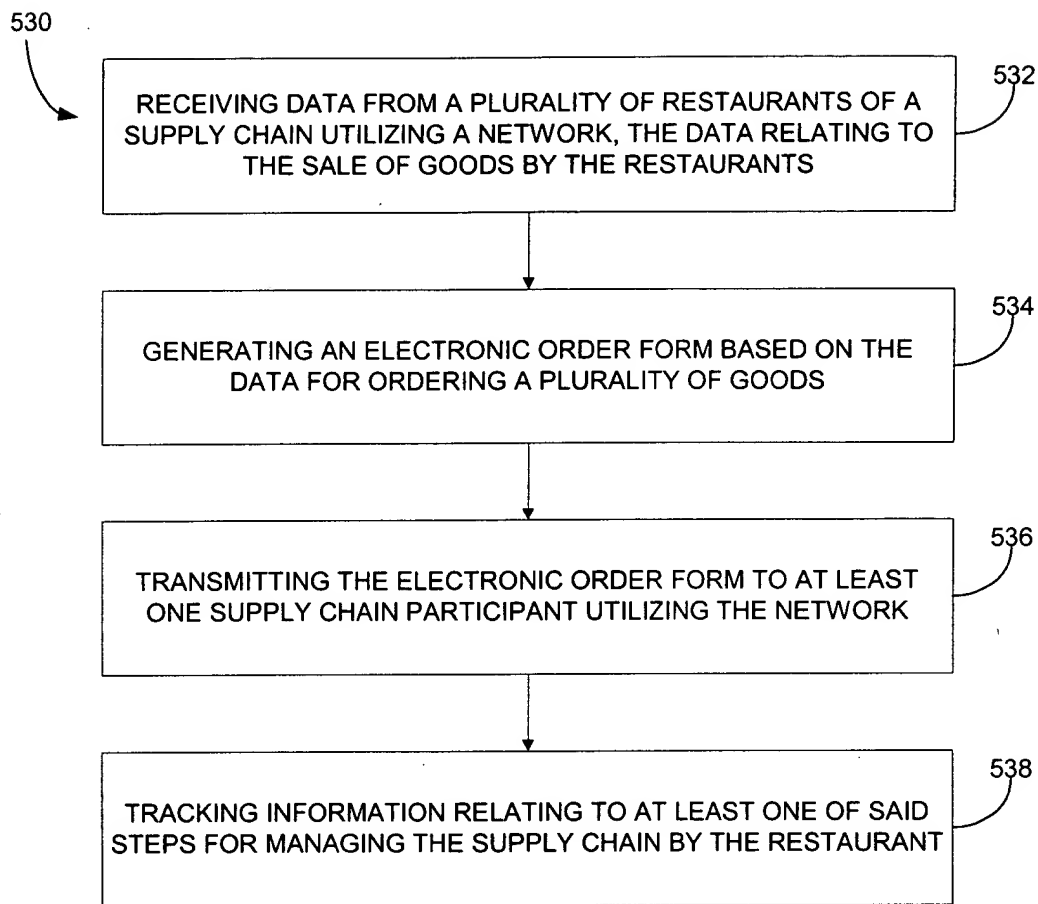 530
532
RECEIVING DATA FROM A PLURALITY OF RESTAURANTS OF A
SUPPLY CHAIN UTILIZING A NETWORK, THE DATA RELATING TO
THE SALE OF GOODS BY THE RESTAURANTS
534
GENERATING AN ELECTRONIC ORDER FORM BASED ON THE
DATA FOR ORDERING A PLURALITY OF GOODS
536
TRANSMITTING THE ELECTRONIC ORDER FORM TO AT LEAST
ONE SUPPLY CHAIN PARTICIPANT UTILIZING THE NETWORK
538
TRACKING INFORMATION RELATING TO AT LEAST ONE OF SAID
STEPS FOR MANAGING THE SUPPLY CHAIN BY THE RESTAURANT